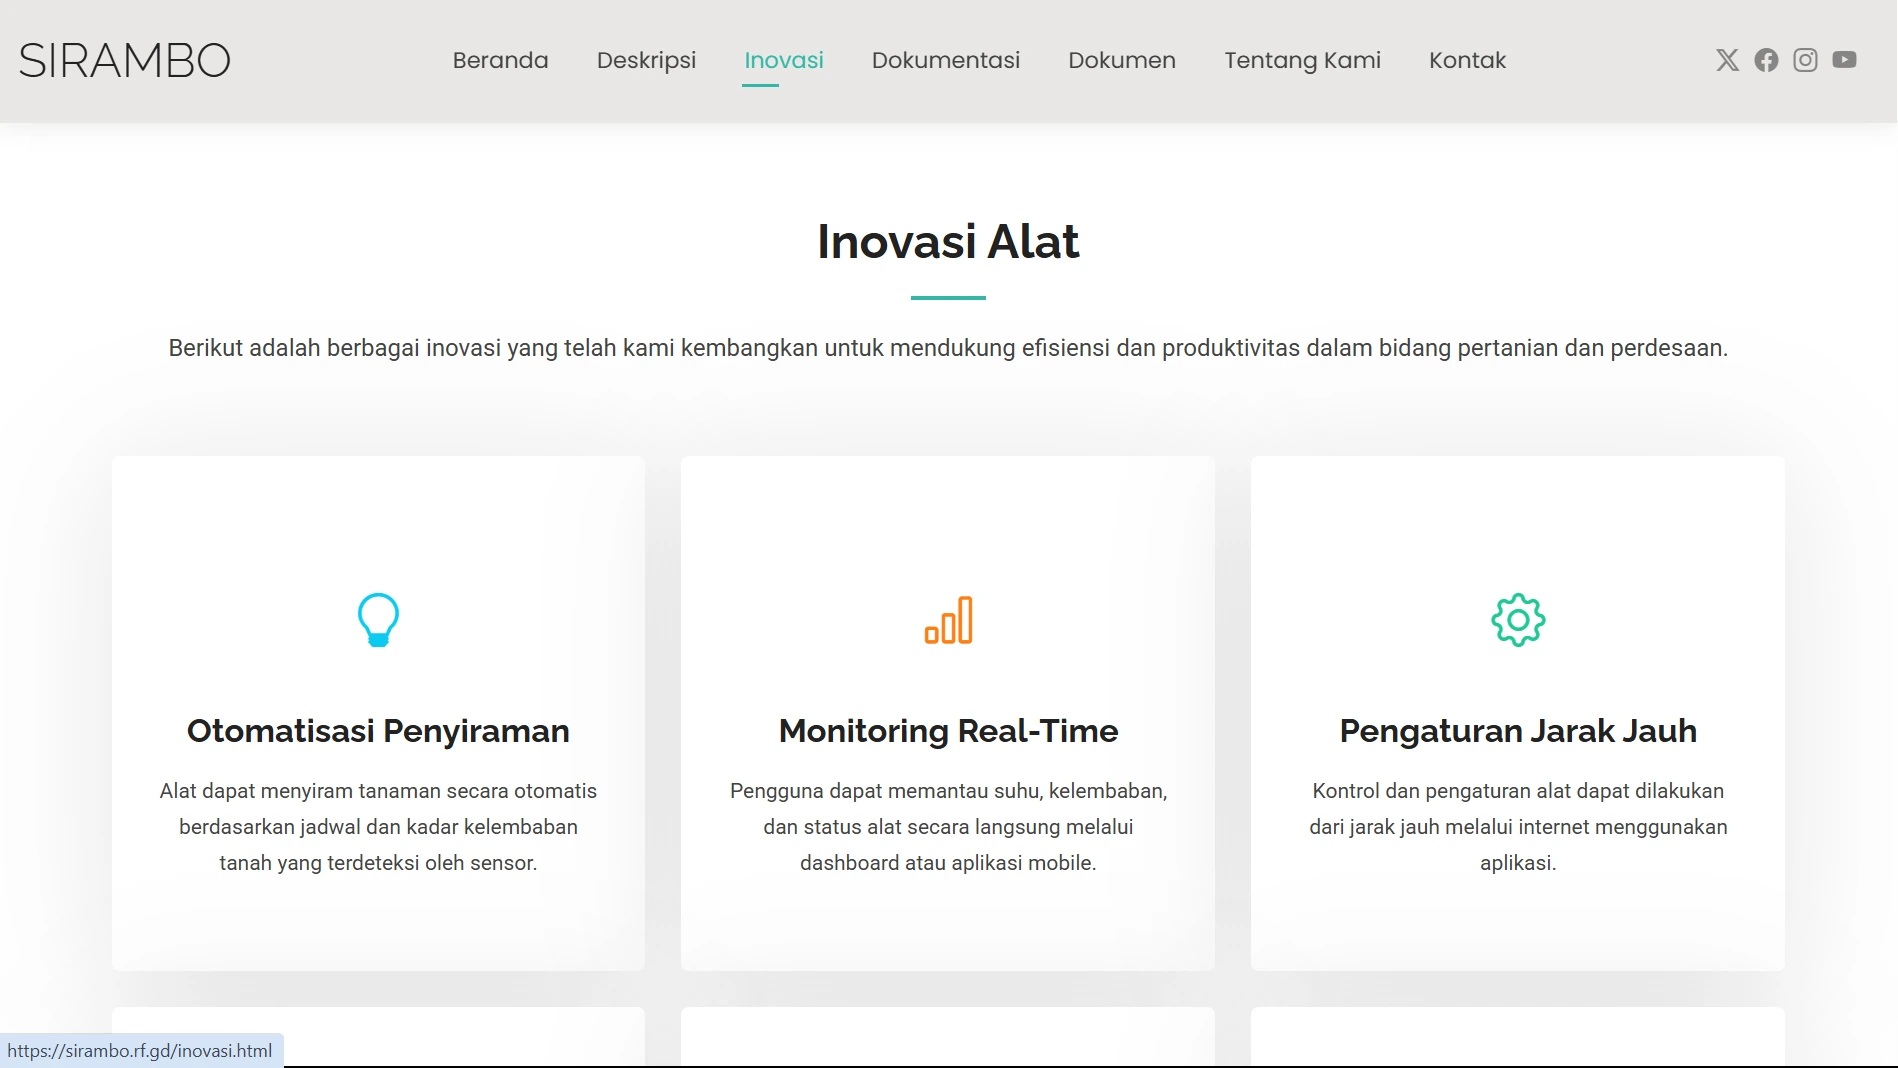 SIRAMBO
Beranda Deskripsi Inovasi Dokumentasi Dokumen Tentang Kami Kontak
Inovasi Alat
Berikut adalah berbagai inovasi yang telah kami kembangkan untuk mendukung efisiensi dan produktivitas dalam bidang pertanian dan perdesaan.
Otomatisasi Penyiraman
Alat dapat menyiram tanaman secara otomatis
berdasarkan jadwal dan kadar kelembaban
tanah yang terdeteksi oleh sensor.
Monitoring Real-Time
Pengguna dapat memantau suhu, kelembaban,
dan status alat secara langsung melalui
dashboard atau aplikasi mobile.
Pengaturan Jarak Jauh
Kontrol dan pengaturan alat dapat dilakukan
dari jarak jauh melalui internet menggunakan
aplikasi.
https://sirambo.rf.gd/inovasi.html